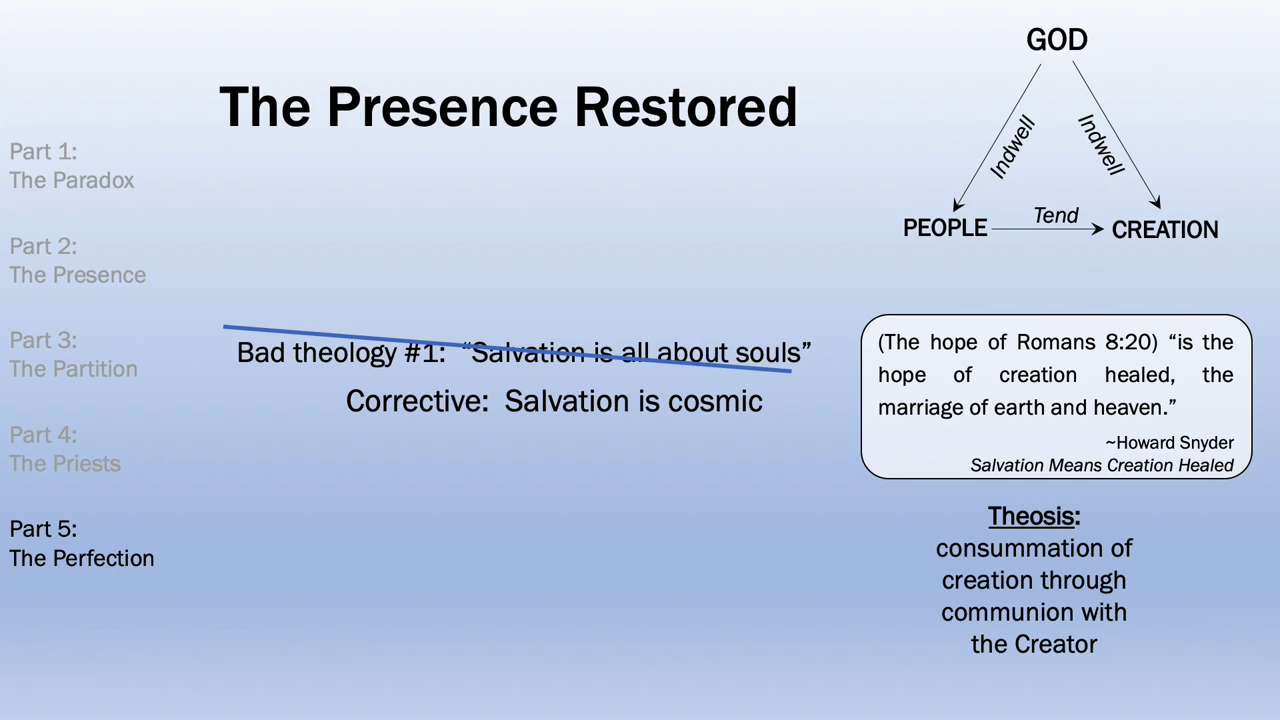 The Presence Restored
Part 1:
The Paradox
Part 2:
The Presence
Part 3:
The Partition
Part 4:
The Priests
Part 5:
The Perfection
Bad theology #1:  “Salvation is all about souls”
Corrective:  Salvation is cosmic
GOD
Indwell
Indwell
PEOPLE
Tend
CREATION
(The hope of Romans 8:20) “is the
hope of creation healed, the
marriage of earth and heaven.”
~Howard Snyder
Salvation Means Creation Healed
Theosis:
consummation of
creation through
communion with
the Creator